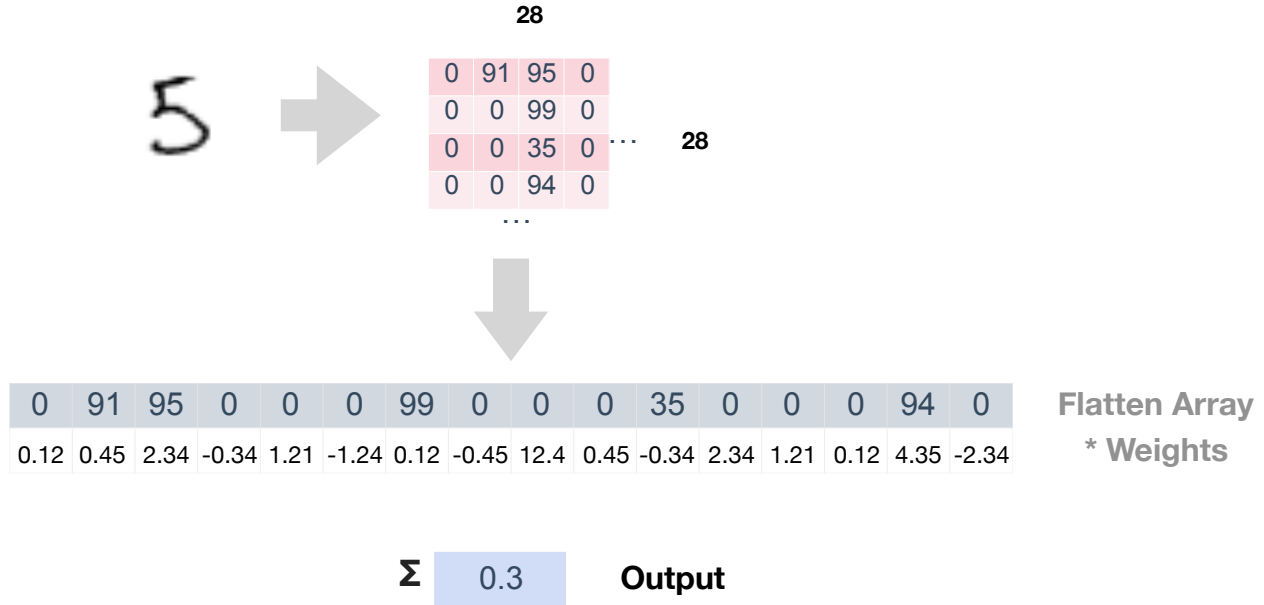 28
5
0 91 95 0
0 0 99 0
0 0 35 0
... 28
0 0 94 0
...
0 91 95 0 0 0 99 0 0 0 35 0 0 0 94 0 Flatten Array
0.12 0.45 2.34 -0.34 1.21 -1.24 0.12 -0.45 12.4 0.45 -0.34 2.34 1.21 0.12 4.35 -2.34 * Weights
Σ 0.3 Output